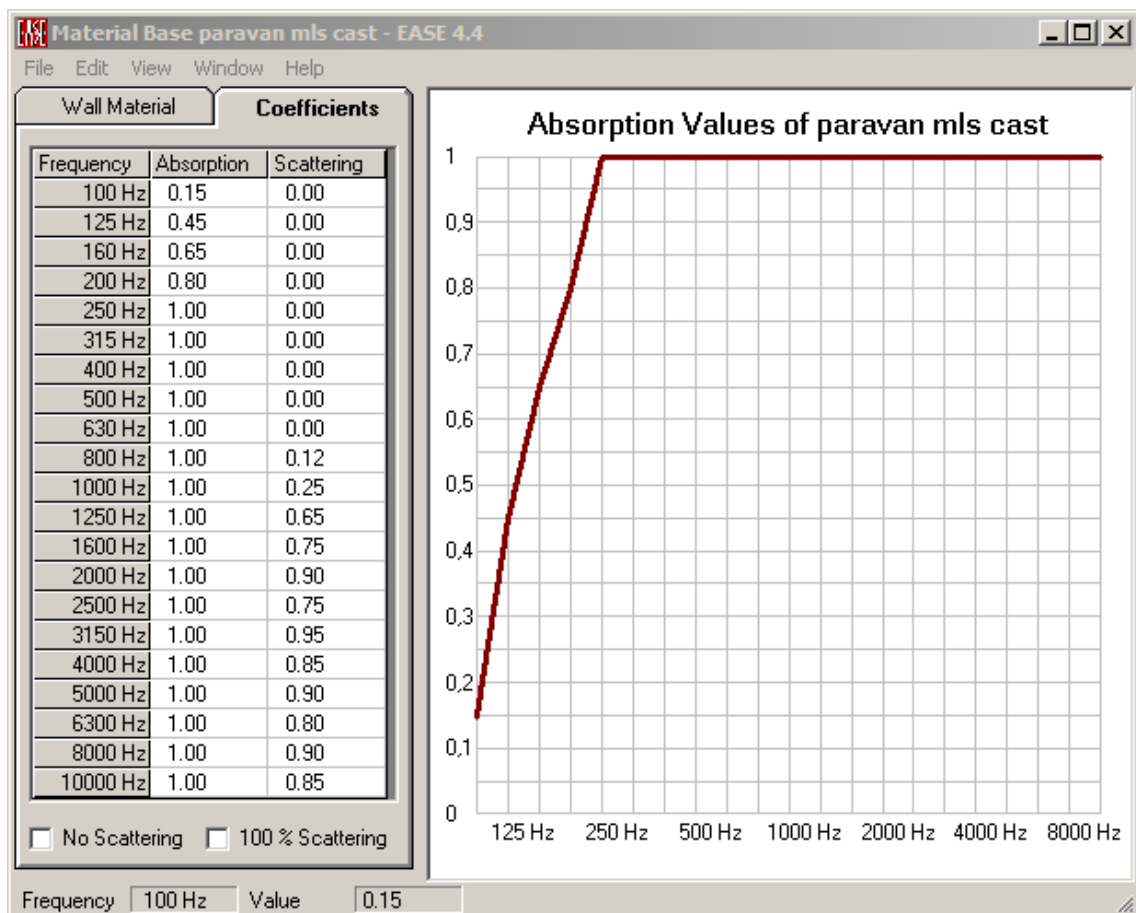 EASE
Material Base paravan mls cast - EASE 4.4
File Edit View Window Help
Wall Material Coefficients
Frequency Absorption Scattering
100 Hz 0.15 0.00
125 Hz 0.45 0.00
160 Hz 0.65 0.00
200 Hz 0.80 0.00
250 Hz 1.00 0.00
315 Hz 1.00 0.00
400 Hz 1.00 0.00
500 Hz 1.00 0.00
630 Hz 1.00 0.00
800 Hz 1.00 0.12
1000 Hz 1.00 0.25
1250 Hz 1.00 0.65
1600 Hz 1.00 0.75
2000 Hz 1.00 0.90
2500 Hz 1.00 0.75
3150 Hz 1.00 0.95
4000 Hz 1.00 0.85
5000 Hz 1.00 0.90
6300 Hz 1.00 0.80
8000 Hz 1.00 0.90
10000 Hz 1.00 0.85
No Scattering 100 % Scattering
Absorption Values of paravan mls cast
1
0,9
0,8
0,7
0,6
0,5
0,4
0,3
0,2
0,1
0
125 Hz 250 Hz 500 Hz 1000 Hz 2000 Hz 4000 Hz 8000 Hz
Frequency 100 Hz Value 0.15